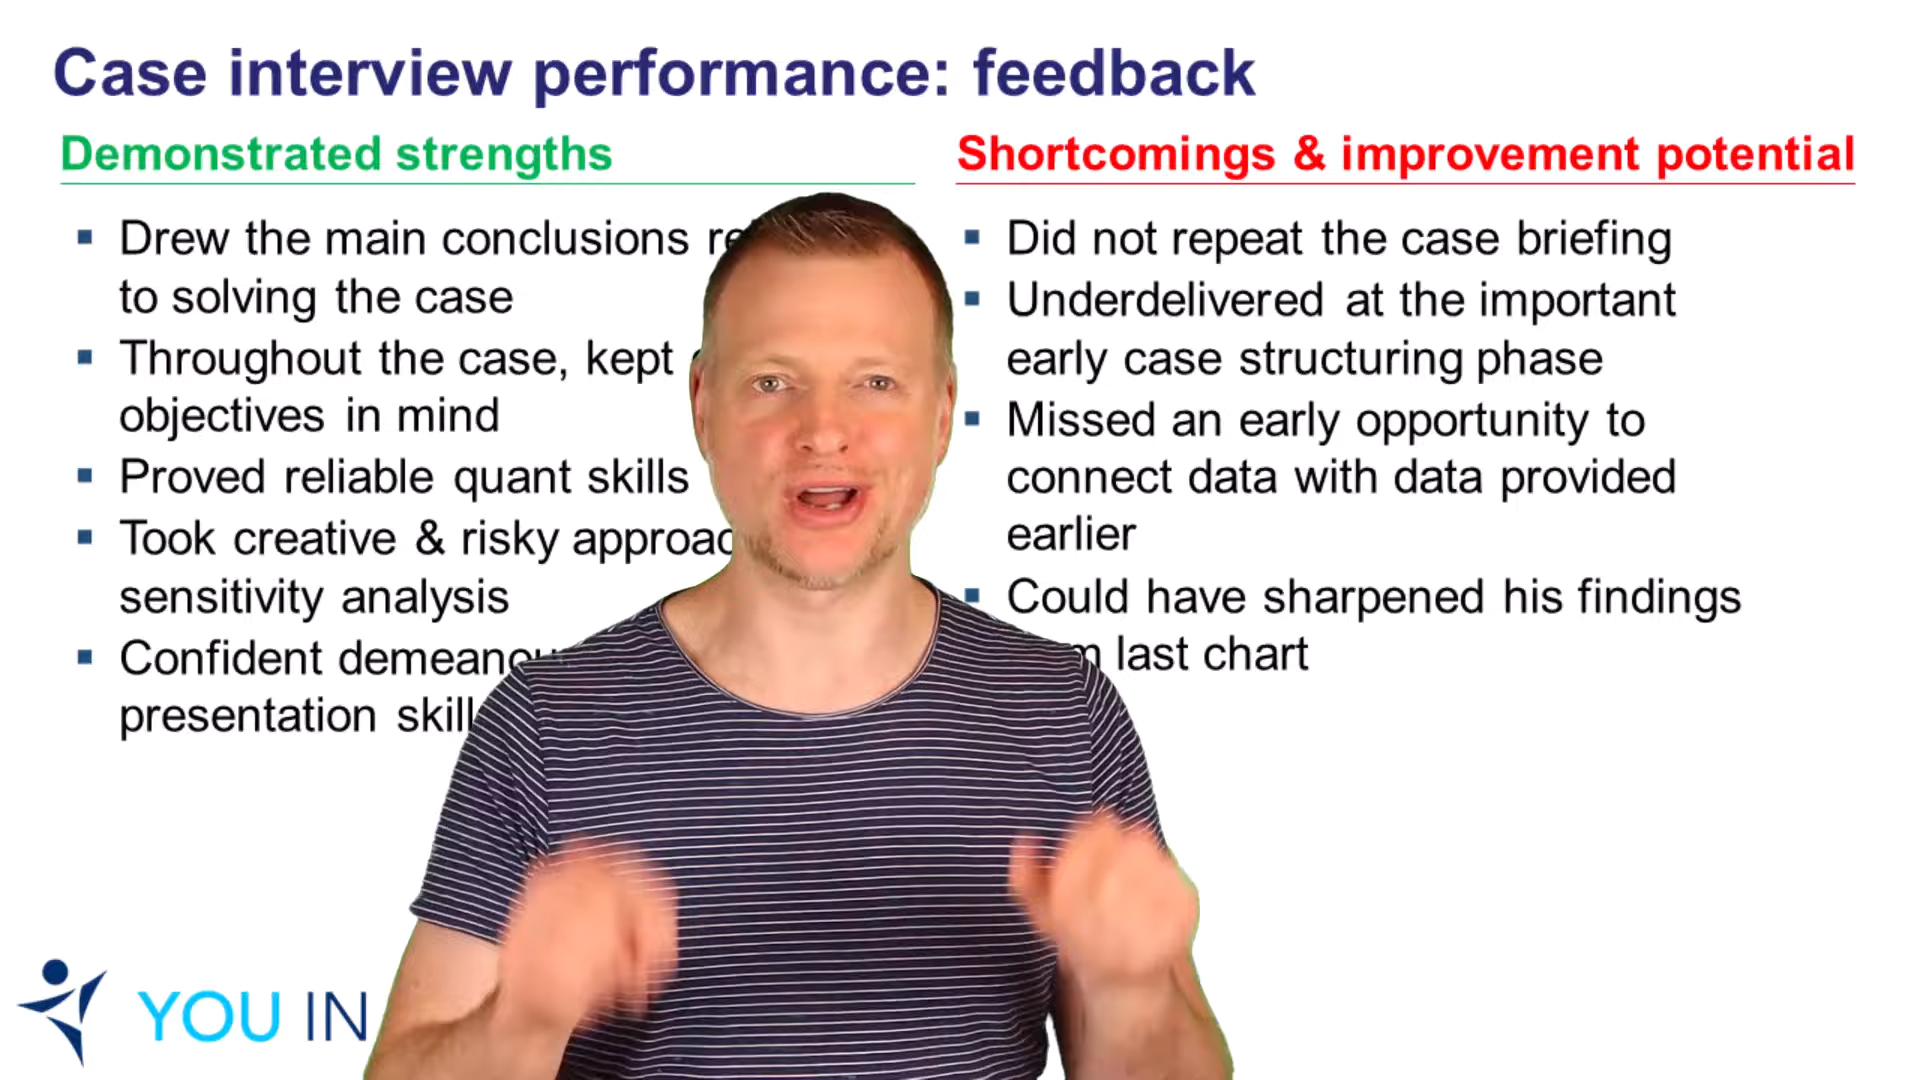 Case interview performance: feedback
Demonstrated strengths
Drew the main conclusions
to solving the case
Throughout the case, kept
objectives in mind
Proved reliable quant skills
Took creative & risky
sensitivity analysis
Confident
presentation
Shortcomings & improvement potential
Did not repeat the case briefing
Underdelivered at the important
early case structuring phase
Missed an early opportunity to
connect data with data provided
earlier
Could have sharpened his findings
last chart
YOU IN